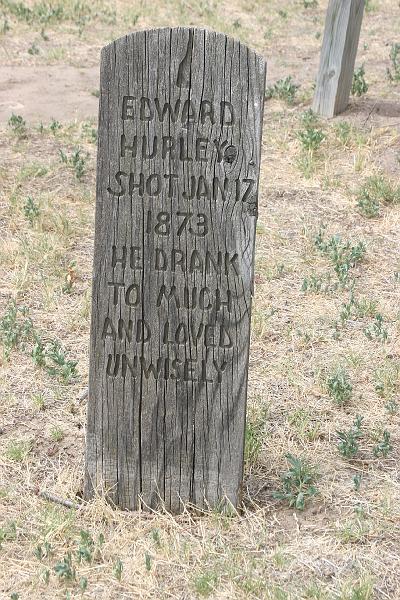 EDWARD
HURLEY
SHOT JAN 17
1873
HE DRANK
TO MUCH
AND LOVED
UNWISELY